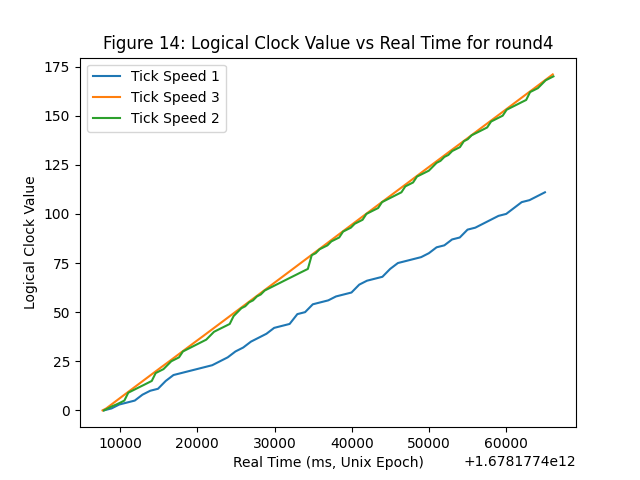 Figure 14: Logical Clock Value vs Real Time for round4
Tick Speed 1
Tick Speed 3
Tick Speed 2
Logical Clock Value
175
150
125
100
75
50
25
0
10000 20000 30000 40000 50000 60000
Real Time (ms, Unix Epoch)
+1.6781774e12